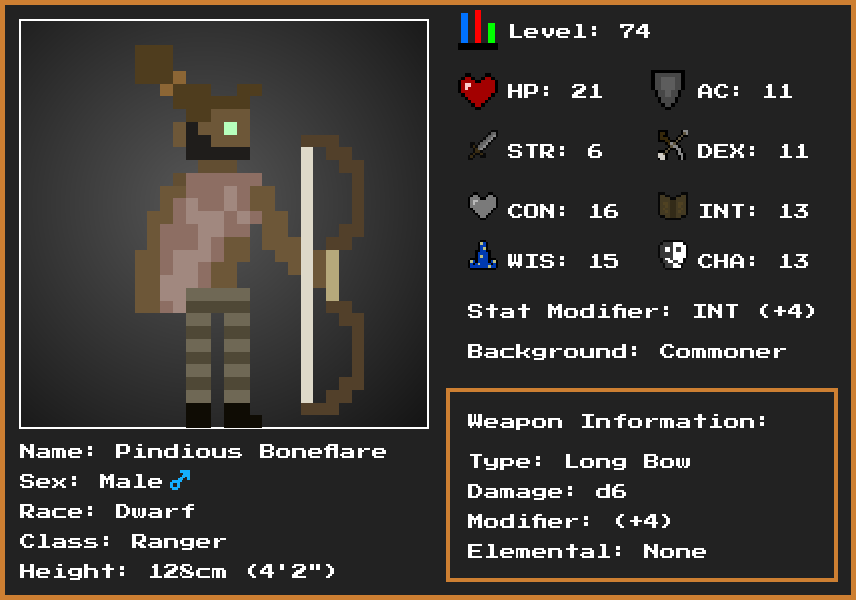 Level: 74
HP: 21 AC: 11
STR: 6 DEX: 11
CON: 16 INT: 13
WIS: 15 CHA: 13
Stat Modifier: INT (+4)
Background: Commoner
Weapon Information:
Type: Long Bow
Damage: d6
Modifier: (+4)
Elemental: None
Name: Pindious Boneflare
Sex: Male ♂
Race: Dwarf
Class: Ranger
Height: 128cm (4'2")